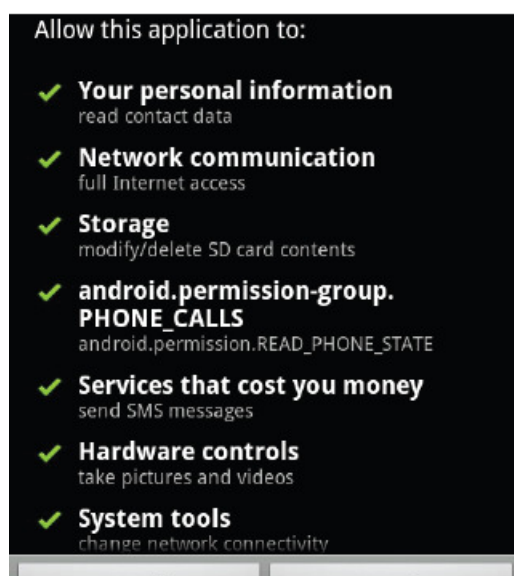 Allow this application to:
Your personal information
read contact data
Network communication
full Internet access
Storage
modify/delete SD card contents
android.permission-group.
PHONE_CALLS
android.permission.READ_PHONE_STATE
Services that cost you money
send SMS messages
Hardware controls
take pictures and videos
System tools
change network connectivity